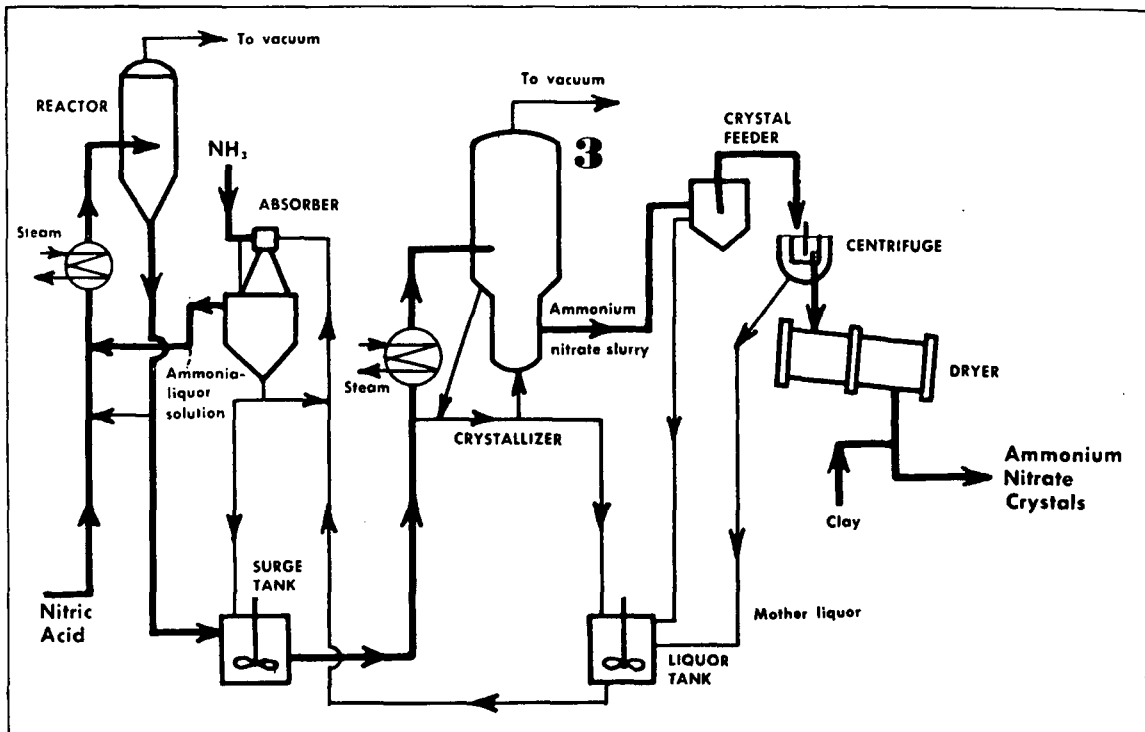 To vacuum
REACTOR
NH₃
ABSORBER
Steam
Ammonia-
liquor
solution
Nitric
Acid
SURGE
TANK
To vacuum
3
Steam
Ammonium
nitrate slurry
CRYSTALLIZER
CRYSTAL
FEEDER
CENTRIFUGE
DRYER
Clay
Ammonium
Nitrate
Crystals
Mother liquor
LIQUOR
TANK